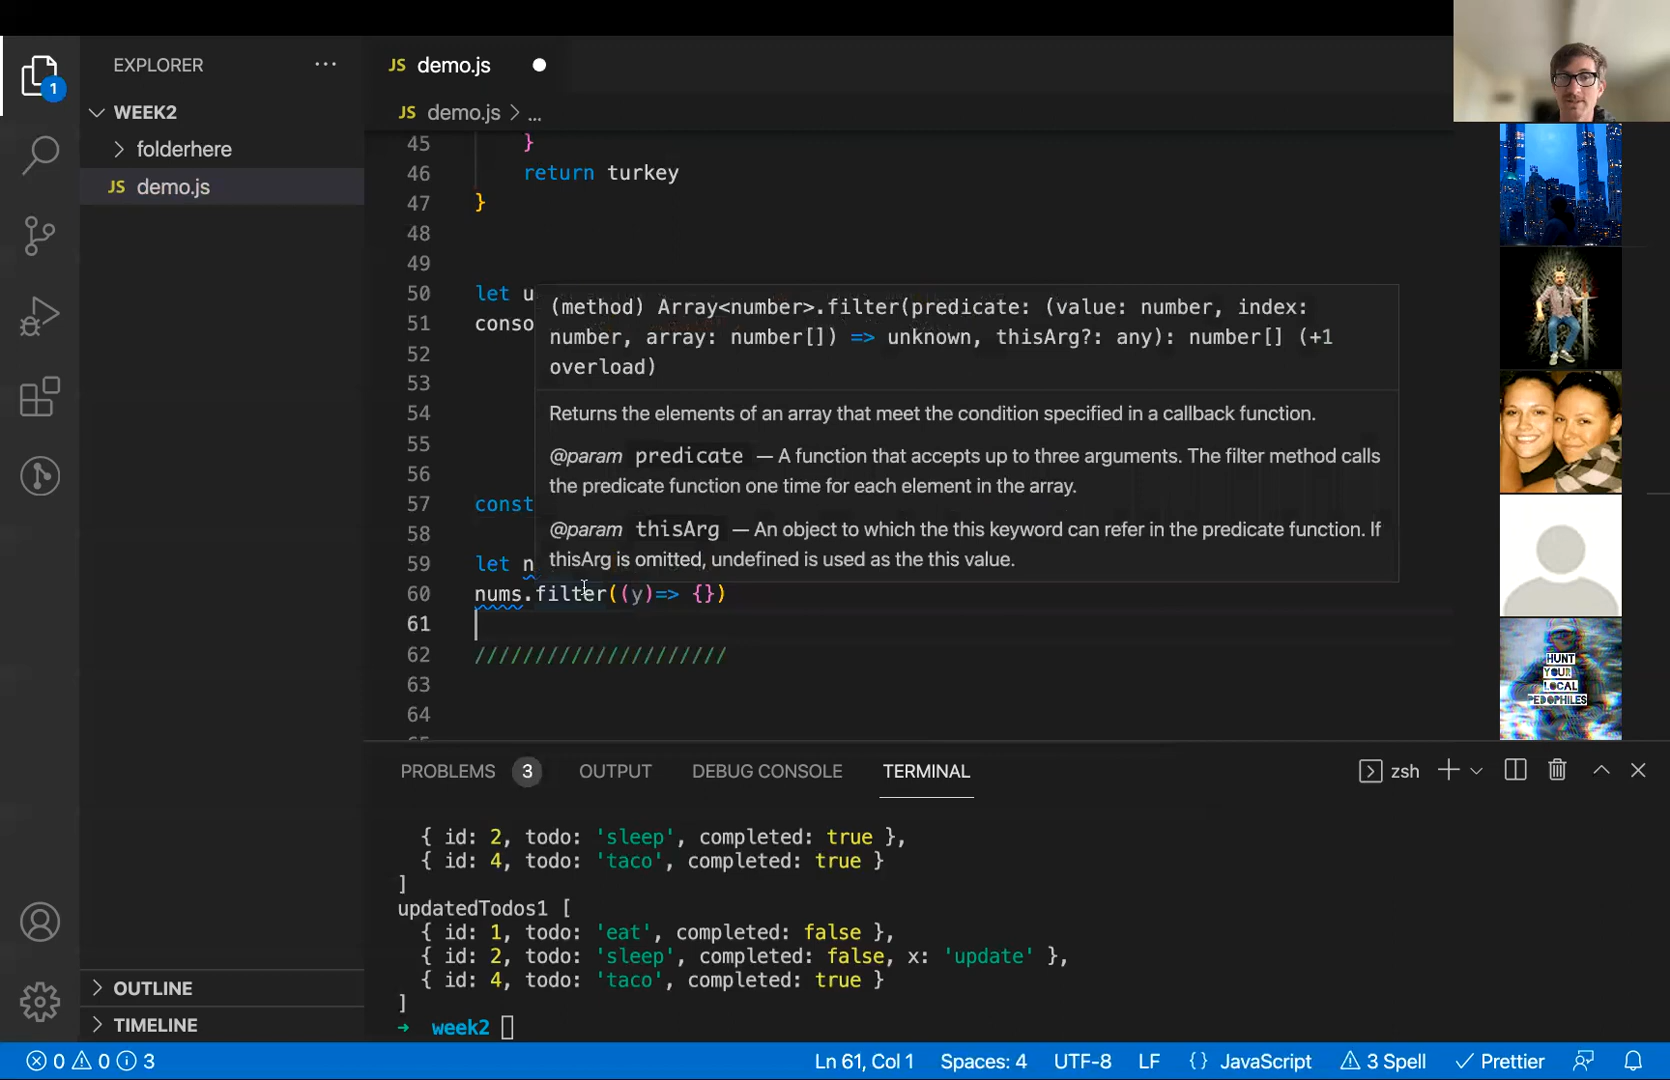 EXPLORER
JS demo.js
1
WEEK2
JS demo.js > ...
folderhere
JS demo.js
45 }
46 return turkey
47 }
48
49
50 let u
51 conso
52
53
54
55
56
57 const
58
59 let n
60 nums.filter((y)=> {})
61
62 /////////////////////
63
64
65
(method) Array<number>.filter(predicate: (value: number, index:
number, array: number[]) => unknown, thisArg?: any): number[] (+1
overload)
Returns the elements of an array that meet the condition specified in a callback function.
@param predicate — A function that accepts up to three arguments. The filter method calls
the predicate function one time for each element in the array.
@param thisArg — An object to which the this keyword can refer in the predicate function. If
thisArg is omitted, undefined is used as the this value.
HUNT
YOUR
LOCAL
PEDOPHILES
PROBLEMS 3 OUTPUT DEBUG CONSOLE TERMINAL zsh
{ id: 2, todo: 'sleep', completed: true },
{ id: 4, todo: 'taco', completed: true }
]
updatedTodos1 [
{ id: 1, todo: 'eat', completed: false },
{ id: 2, todo: 'sleep', completed: false, x: 'update' },
{ id: 4, todo: 'taco', completed: true }
]
→ week2
OUTLINE
TIMELINE
0 0 3 Ln 61, Col 1 Spaces: 4 UTF-8 LF {} JavaScript 3 Spell Prettier